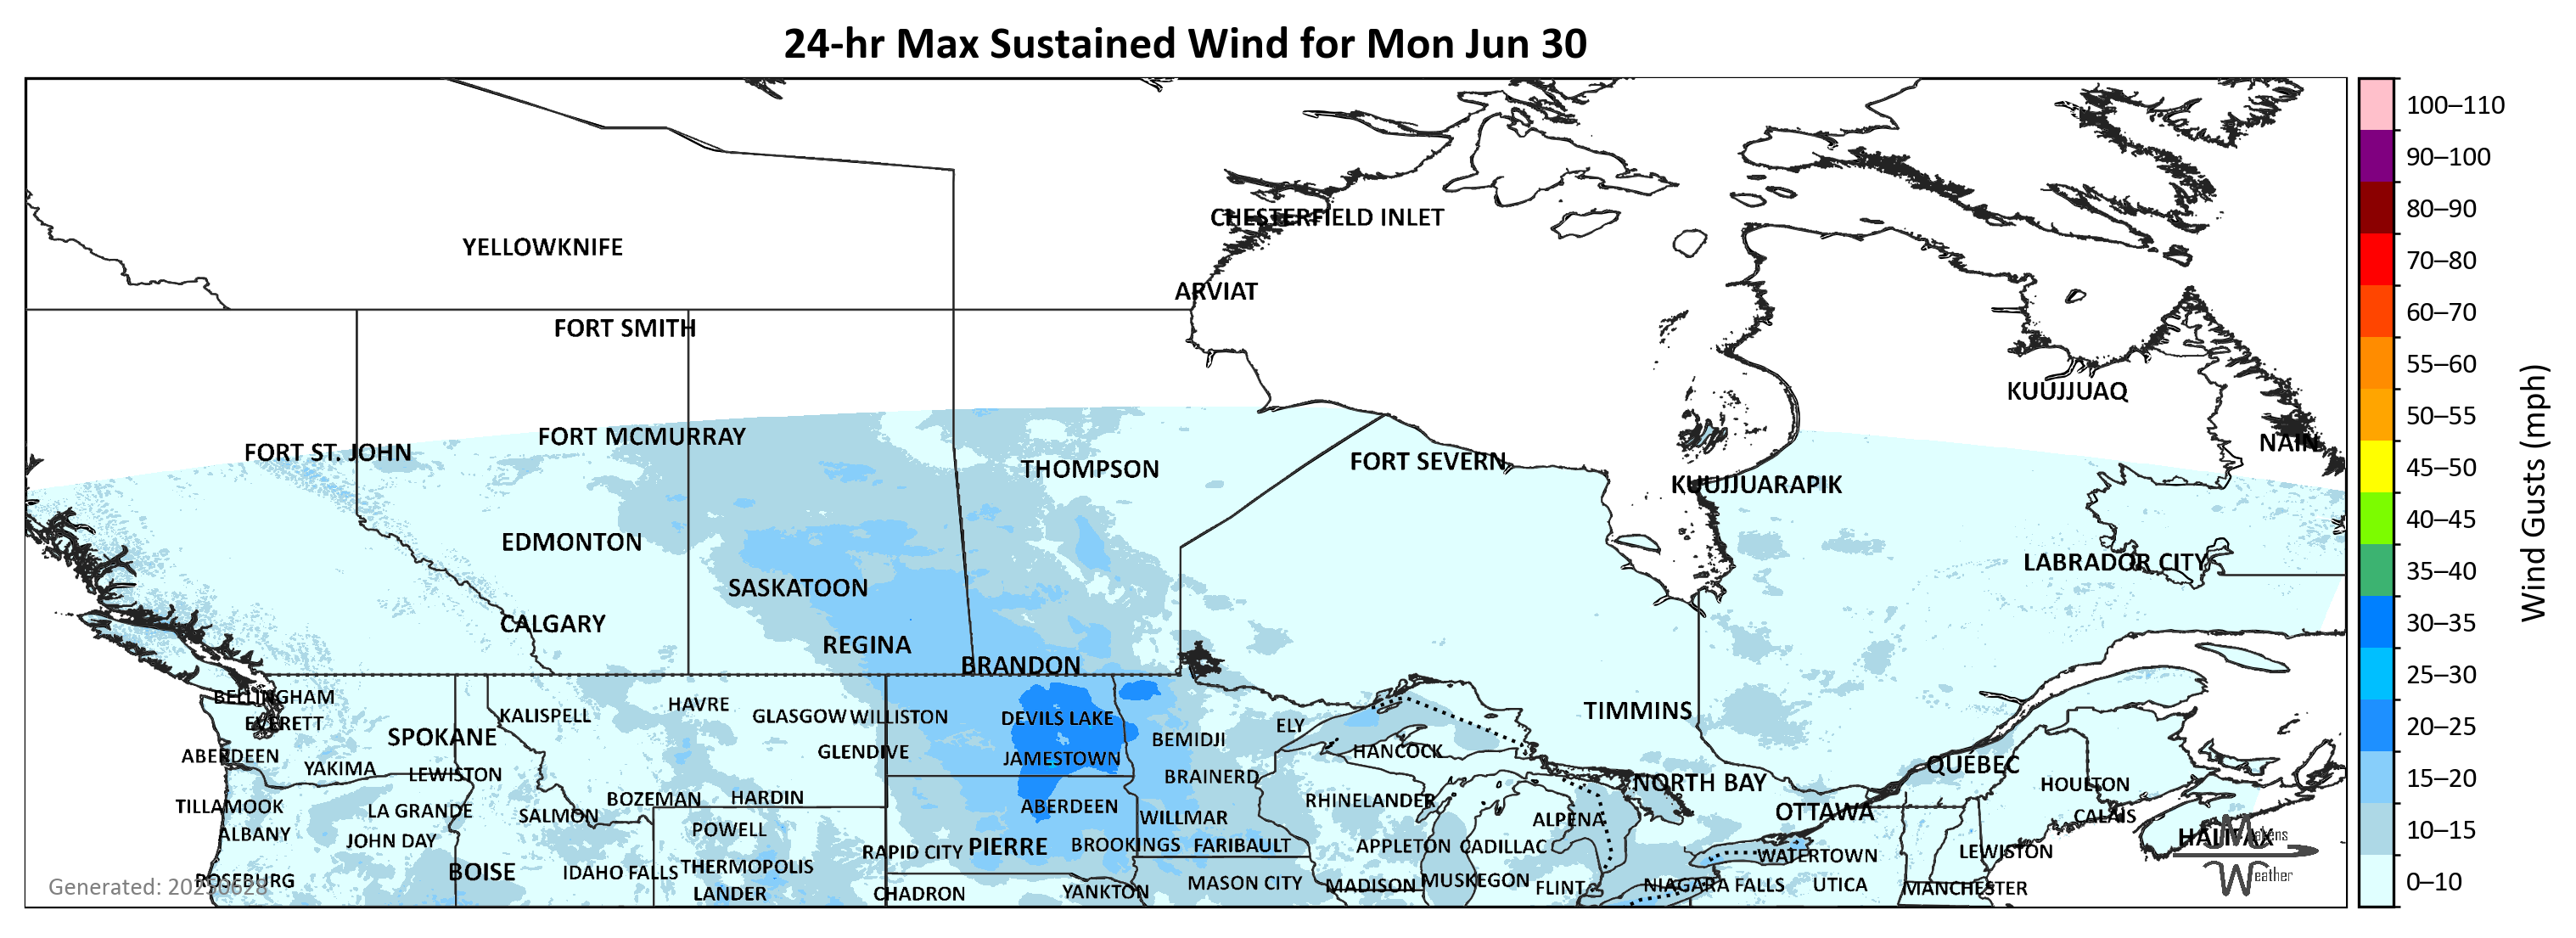 24-hr Max Sustained Wind for Mon Jun 30
100–110
90–100
80–90
70–80
60–70
55–60
50–55
45–50
40–45
35–40
30–35
25–30
20–25
15–20
10–15
0–10
Wind Gusts (mph)
CHESTERFIELD INLET
YELLOWKNIFE
ARVIAT
FORT SMITH
KUUJJUAQ
FORT MCMURRAY
NAIN
FORT ST. JOHN
FORT SEVERN
THOMPSON
KUUJJUARAPIK
EDMONTON
LABRADOR CITY
SASKATOON
CALGARY
REGINA
BRANDON
BELLINGHAM
HAVRE
TIMMINS
KALISPELL
GLASGOW
WILLISTON
DEVILS LAKE
EVERETT
ELY
SPOKANE
BEMIDJI
GLENDIVE
HANCOCK
ABERDEEN
JAMESTOWN
QUÉBEC
YAKIMA
LEWISTON
BRAINERD
NORTH BAY
HOULTON
BOZEMAN
HARDIN
RHINELANDER
TILLAMOOK
LA GRANDE
ABERDEEN
OTTAWA
SALMON
WILLMAR
CALAIS
ALPENA
ALBANY
POWELL
HALIFAX
JOHN DAY
PIERRE
BROOKINGS
FARIBAULT
APPLETON
CADILLAC
RAPID CITY
LEWISTON
WATERTOWN
BOISE
IDAHO FALLS
THERMOPOLIS
ROSEBURG
MASON CITY
MADISON
MUSKEGON
FLINT
NIAGARA FALLS
UTICA
MANCHESTER
LANDER
CHADRON
YANKTON
Generated: 20250628
Makens
Weather